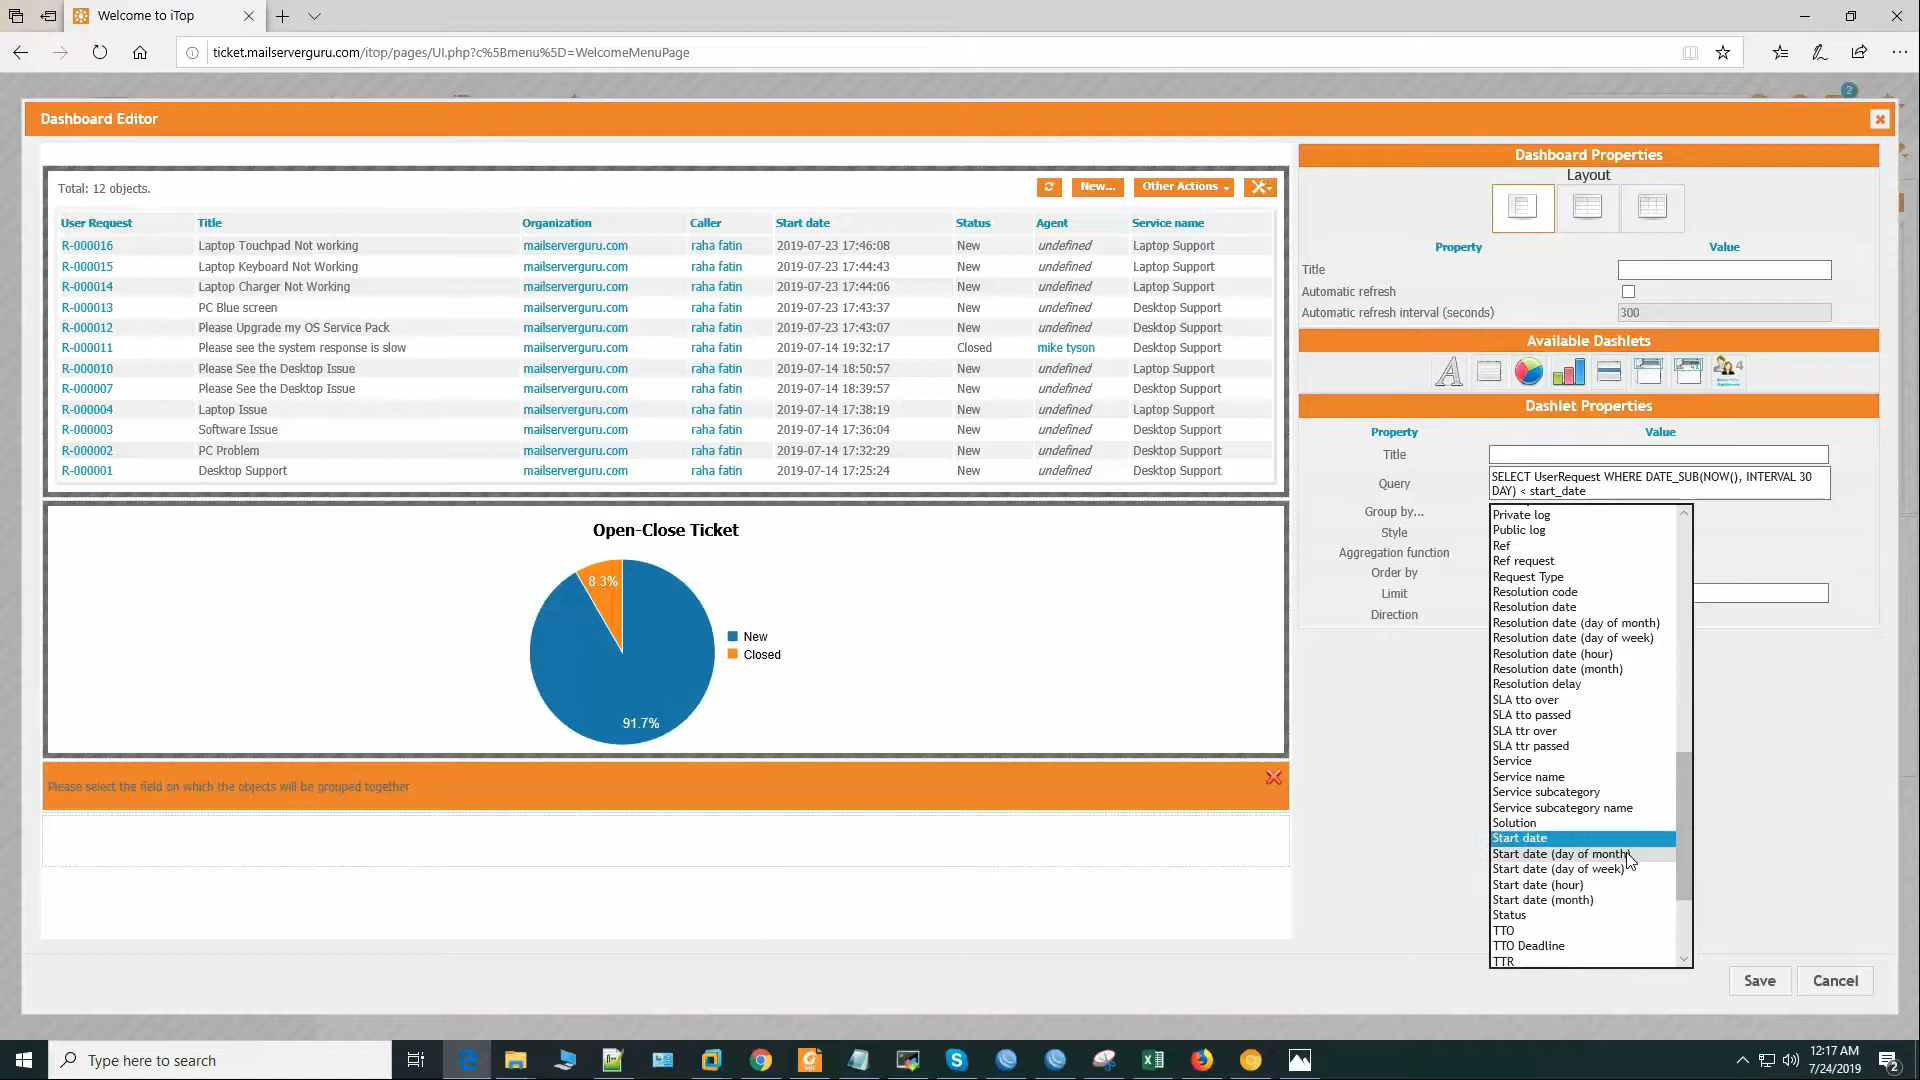 Welcome to iTop
ticket.mailserverguru.com/itop/pages/UI.php?c%5Bmenu%5D=WelcomeMenuPage
2
Dashboard Editor
Total: 12 objects.
New...
Other Actions
User Request Title Organization Caller Start date Status Agent Service name
R-000016 Laptop Touchpad Not working mailserverguru.com raha fatin 2019-07-23 17:46:08 New undefined Laptop Support
R-000015 Laptop Keyboard Not Working mailserverguru.com raha fatin 2019-07-23 17:44:43 New undefined Laptop Support
R-000014 Laptop Charger Not Working mailserverguru.com raha fatin 2019-07-23 17:44:06 New undefined Laptop Support
R-000013 PC Blue screen mailserverguru.com raha fatin 2019-07-23 17:43:37 New undefined Desktop Support
R-000012 Please Upgrade my OS Service Pack mailserverguru.com raha fatin 2019-07-23 17:43:07 New undefined Desktop Support
R-000011 Please see the system response is slow mailserverguru.com raha fatin 2019-07-14 19:32:17 Closed mike tyson Desktop Support
R-000010 Please See the Desktop Issue mailserverguru.com raha fatin 2019-07-14 18:50:57 New undefined Laptop Support
R-000007 Please See the Desktop Issue mailserverguru.com raha fatin 2019-07-14 18:39:57 New undefined Desktop Support
R-000004 Laptop Issue mailserverguru.com raha fatin 2019-07-14 17:38:19 New undefined Laptop Support
R-000003 Software Issue mailserverguru.com raha fatin 2019-07-14 17:36:04 New undefined Desktop Support
R-000002 PC Problem mailserverguru.com raha fatin 2019-07-14 17:32:29 New undefined Desktop Support
R-000001 Desktop Support mailserverguru.com raha fatin 2019-07-14 17:25:24 New undefined Desktop Support
Open-Close Ticket
8.3%
91.7%
New
Closed
Please select the field on which the objects will be grouped together
Dashboard Properties
Layout
Property Value
Title
Automatic refresh
Automatic refresh interval (seconds) 300
Available Dashlets
A
4
Dashlet Properties
Property Value
Title
Query SELECT UserRequest WHERE DATE_SUB(NOW(), INTERVAL 30
DAY) < start_date
Group by...
Style
Aggregation function
Order by
Limit
Direction
Private log
Public log
Ref
Ref request
Request Type
Resolution code
Resolution date
Resolution date (day of month)
Resolution date (day of week)
Resolution date (hour)
Resolution date (month)
Resolution delay
SLA tto over
SLA tto passed
SLA ttr over
SLA ttr passed
Service
Service name
Service subcategory
Service subcategory name
Solution
Start date
Start date (day of month)
Start date (day of week)
Start date (hour)
Start date (month)
Status
TTO
TTO Deadline
TTR
Save
Cancel
Type here to search
12:17 AM
7/24/2019
2